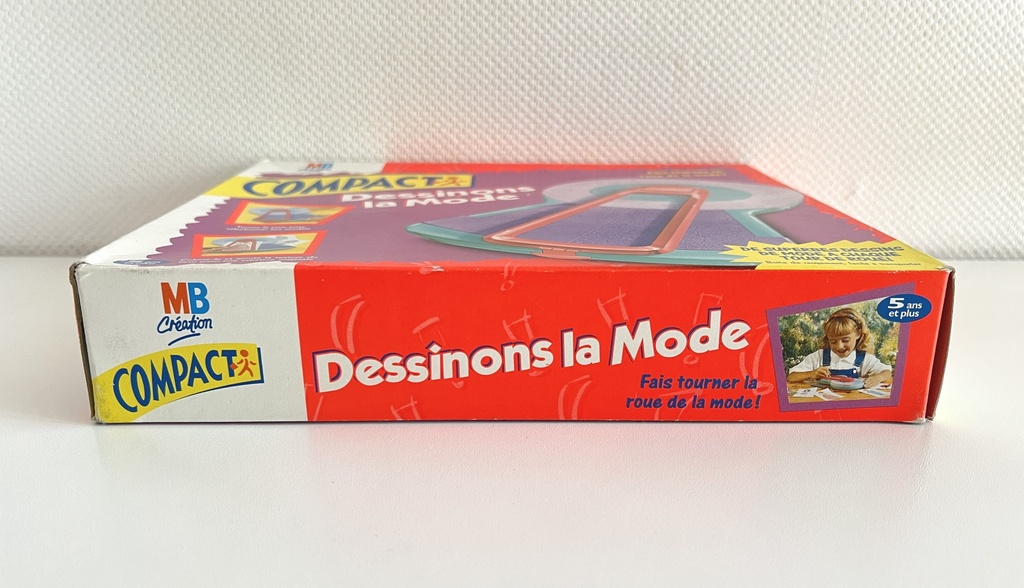 MB
COMPACT
Dessinons
la Mode
DE SUPERBES DESSINS
DE MODE A CHAQUE
TOUR DE ROUE!
MB
Création
COMPACT
Dessinons la Mode
Fais tourner la
roue de la mode!
5 ans
et plus